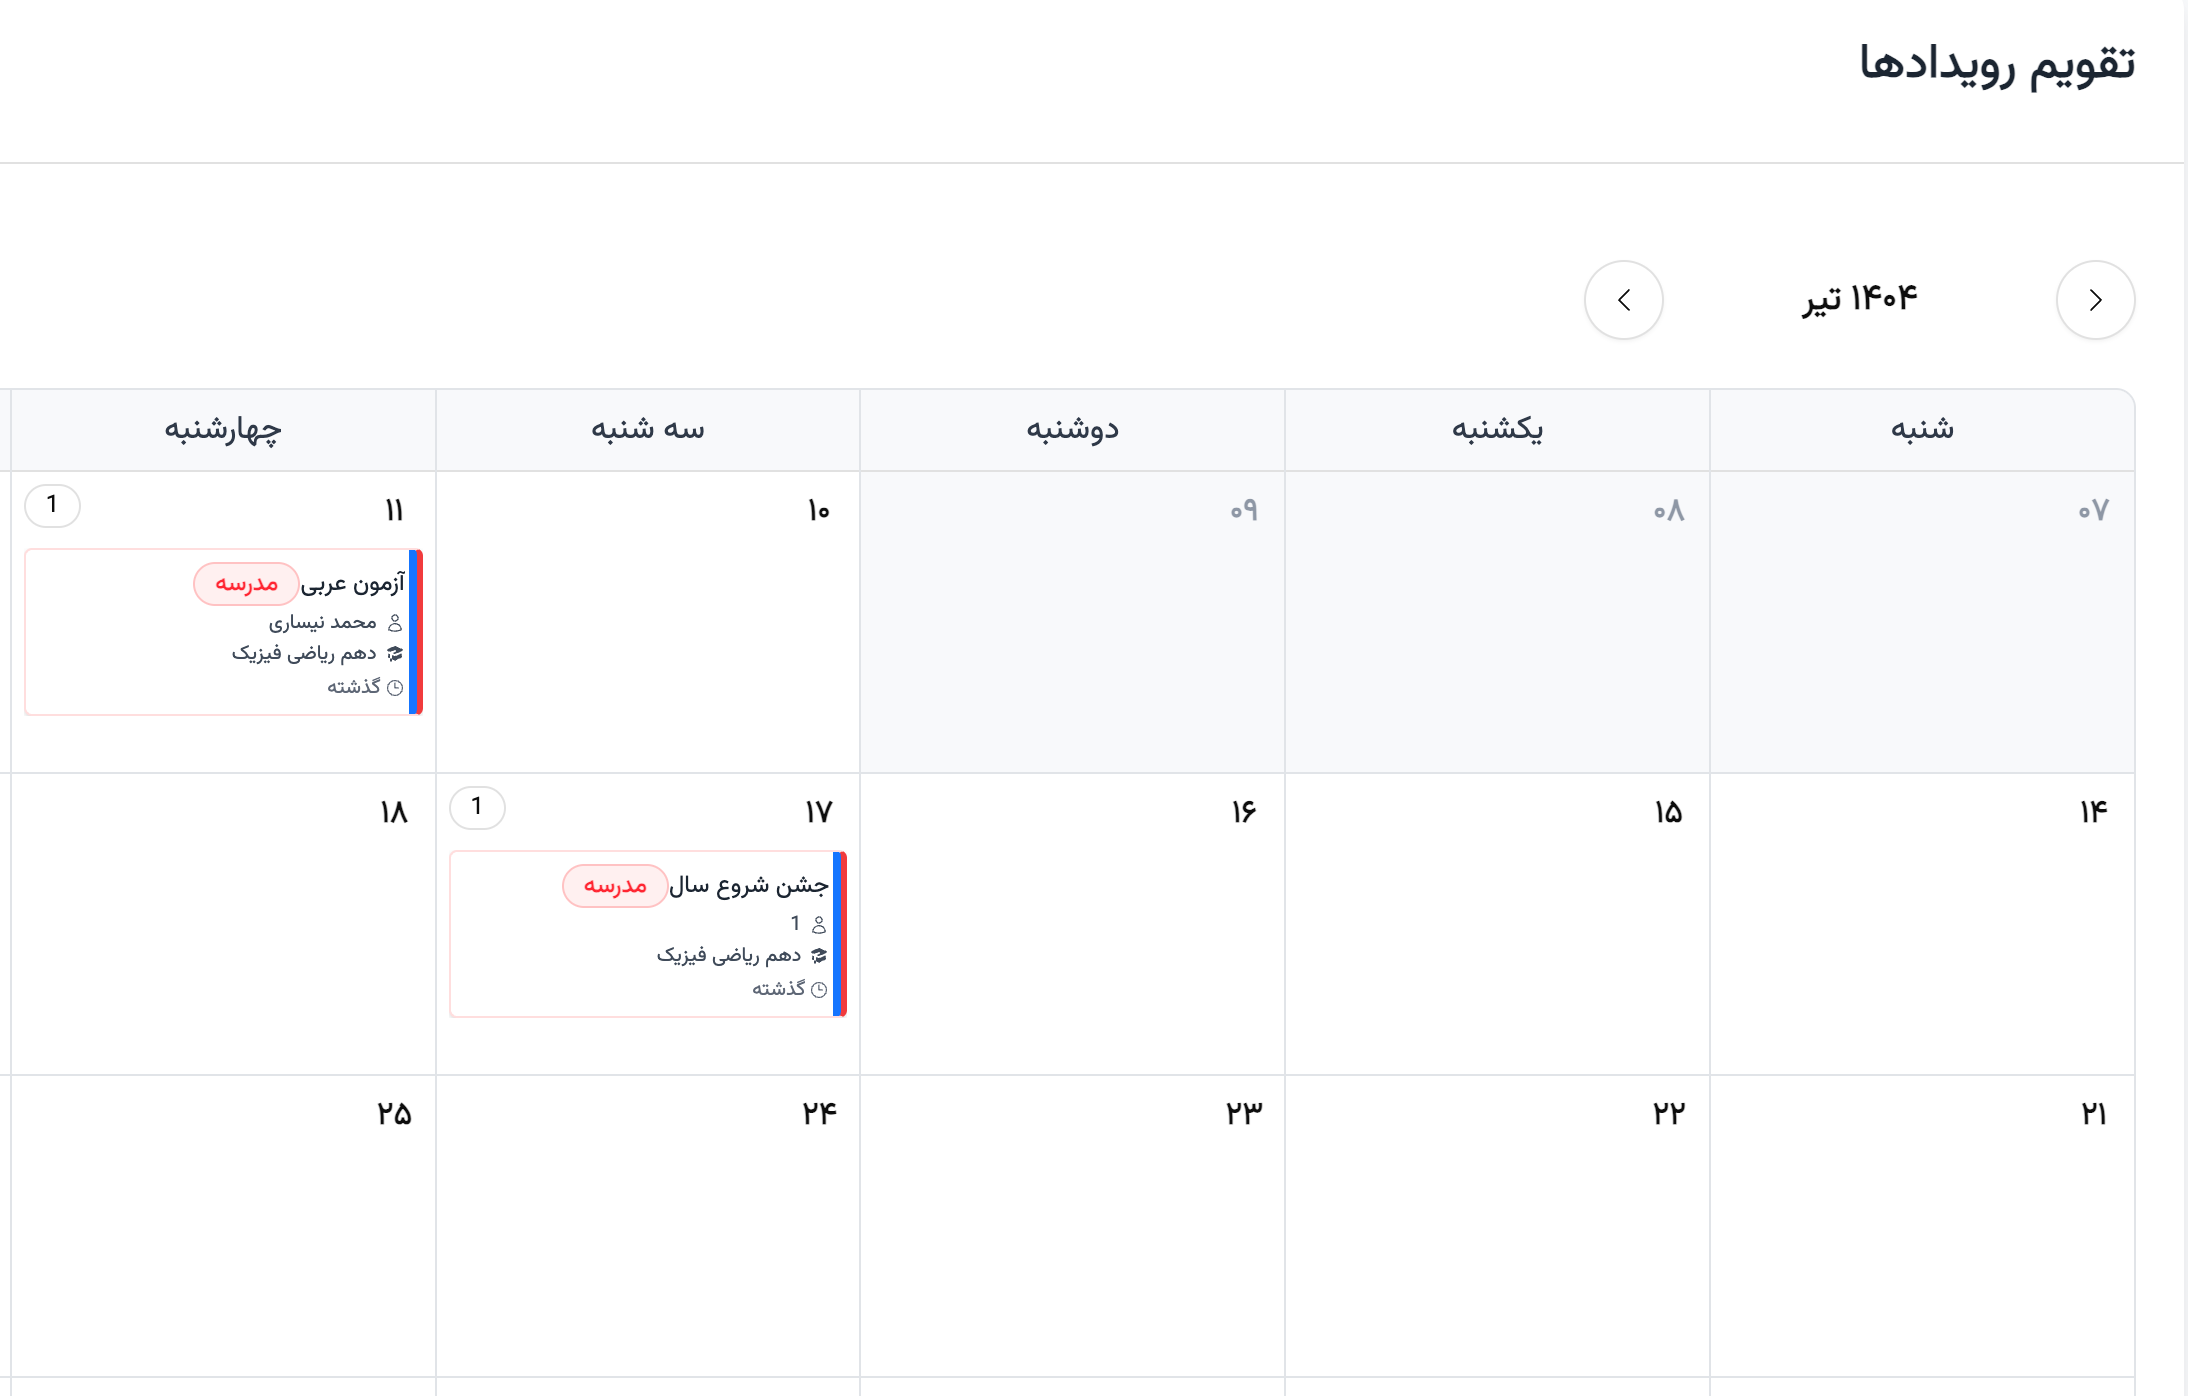 تقویم رویدادها
۱۴۰۴ تیر
شنبه
یکشنبه
دوشنبه
سه شنبه
چهارشنبه
۰۷
۰۸
۰۹
۱۰
۱۱
1
آزمون عربی مدرسه
محمد نیساری
دهم ریاضی فیزیک
گذشته
۱۴
۱۵
۱۶
۱۷
1
جشن شروع سال مدرسه
1
دهم ریاضی فیزیک
گذشته
۱۸
۲۱
۲۲
۲۳
۲۴
۲۵